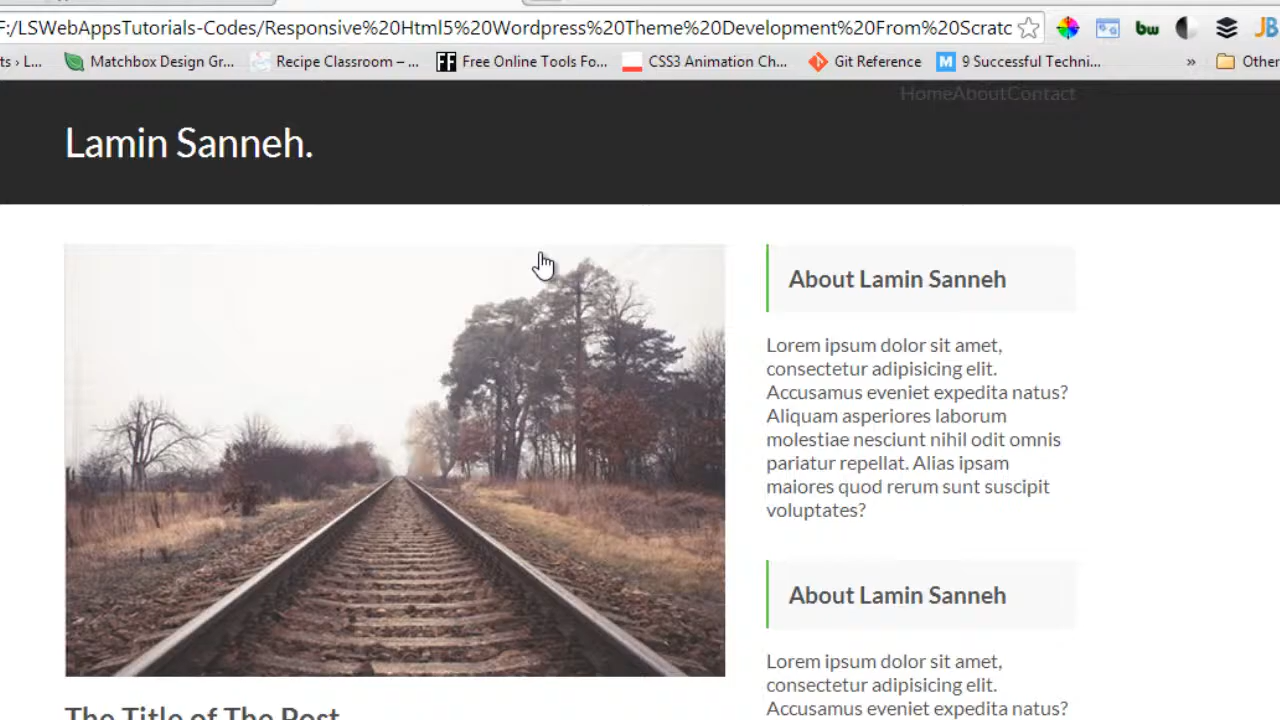 F:/LSWebAppsTutorials-Codes/Responsive%20Html5%20Wordpress%20Theme%20Development%20From%20Scratc
ts › L... Matchbox Design Gr... Recipe Classroom – ... FF Free Online Tools Fo... CSS3 Animation Ch... Git Reference M 9 Successful Techni... » Other
bw
JB
HomeAboutContact
Lamin Sanneh.
About Lamin Sanneh
Lorem ipsum dolor sit amet,
consectetur adipisicing elit.
Accusamus eveniet expedita natus?
Aliquam asperiores laborum
molestiae nesciunt nihil odit omnis
pariatur repellat. Alias ipsam
maiores quod rerum sunt suscipit
voluptates?
About Lamin Sanneh
Lorem ipsum dolor sit amet,
consectetur adipisicing elit.
Accusamus eveniet expedita natus?
The Title of The Post